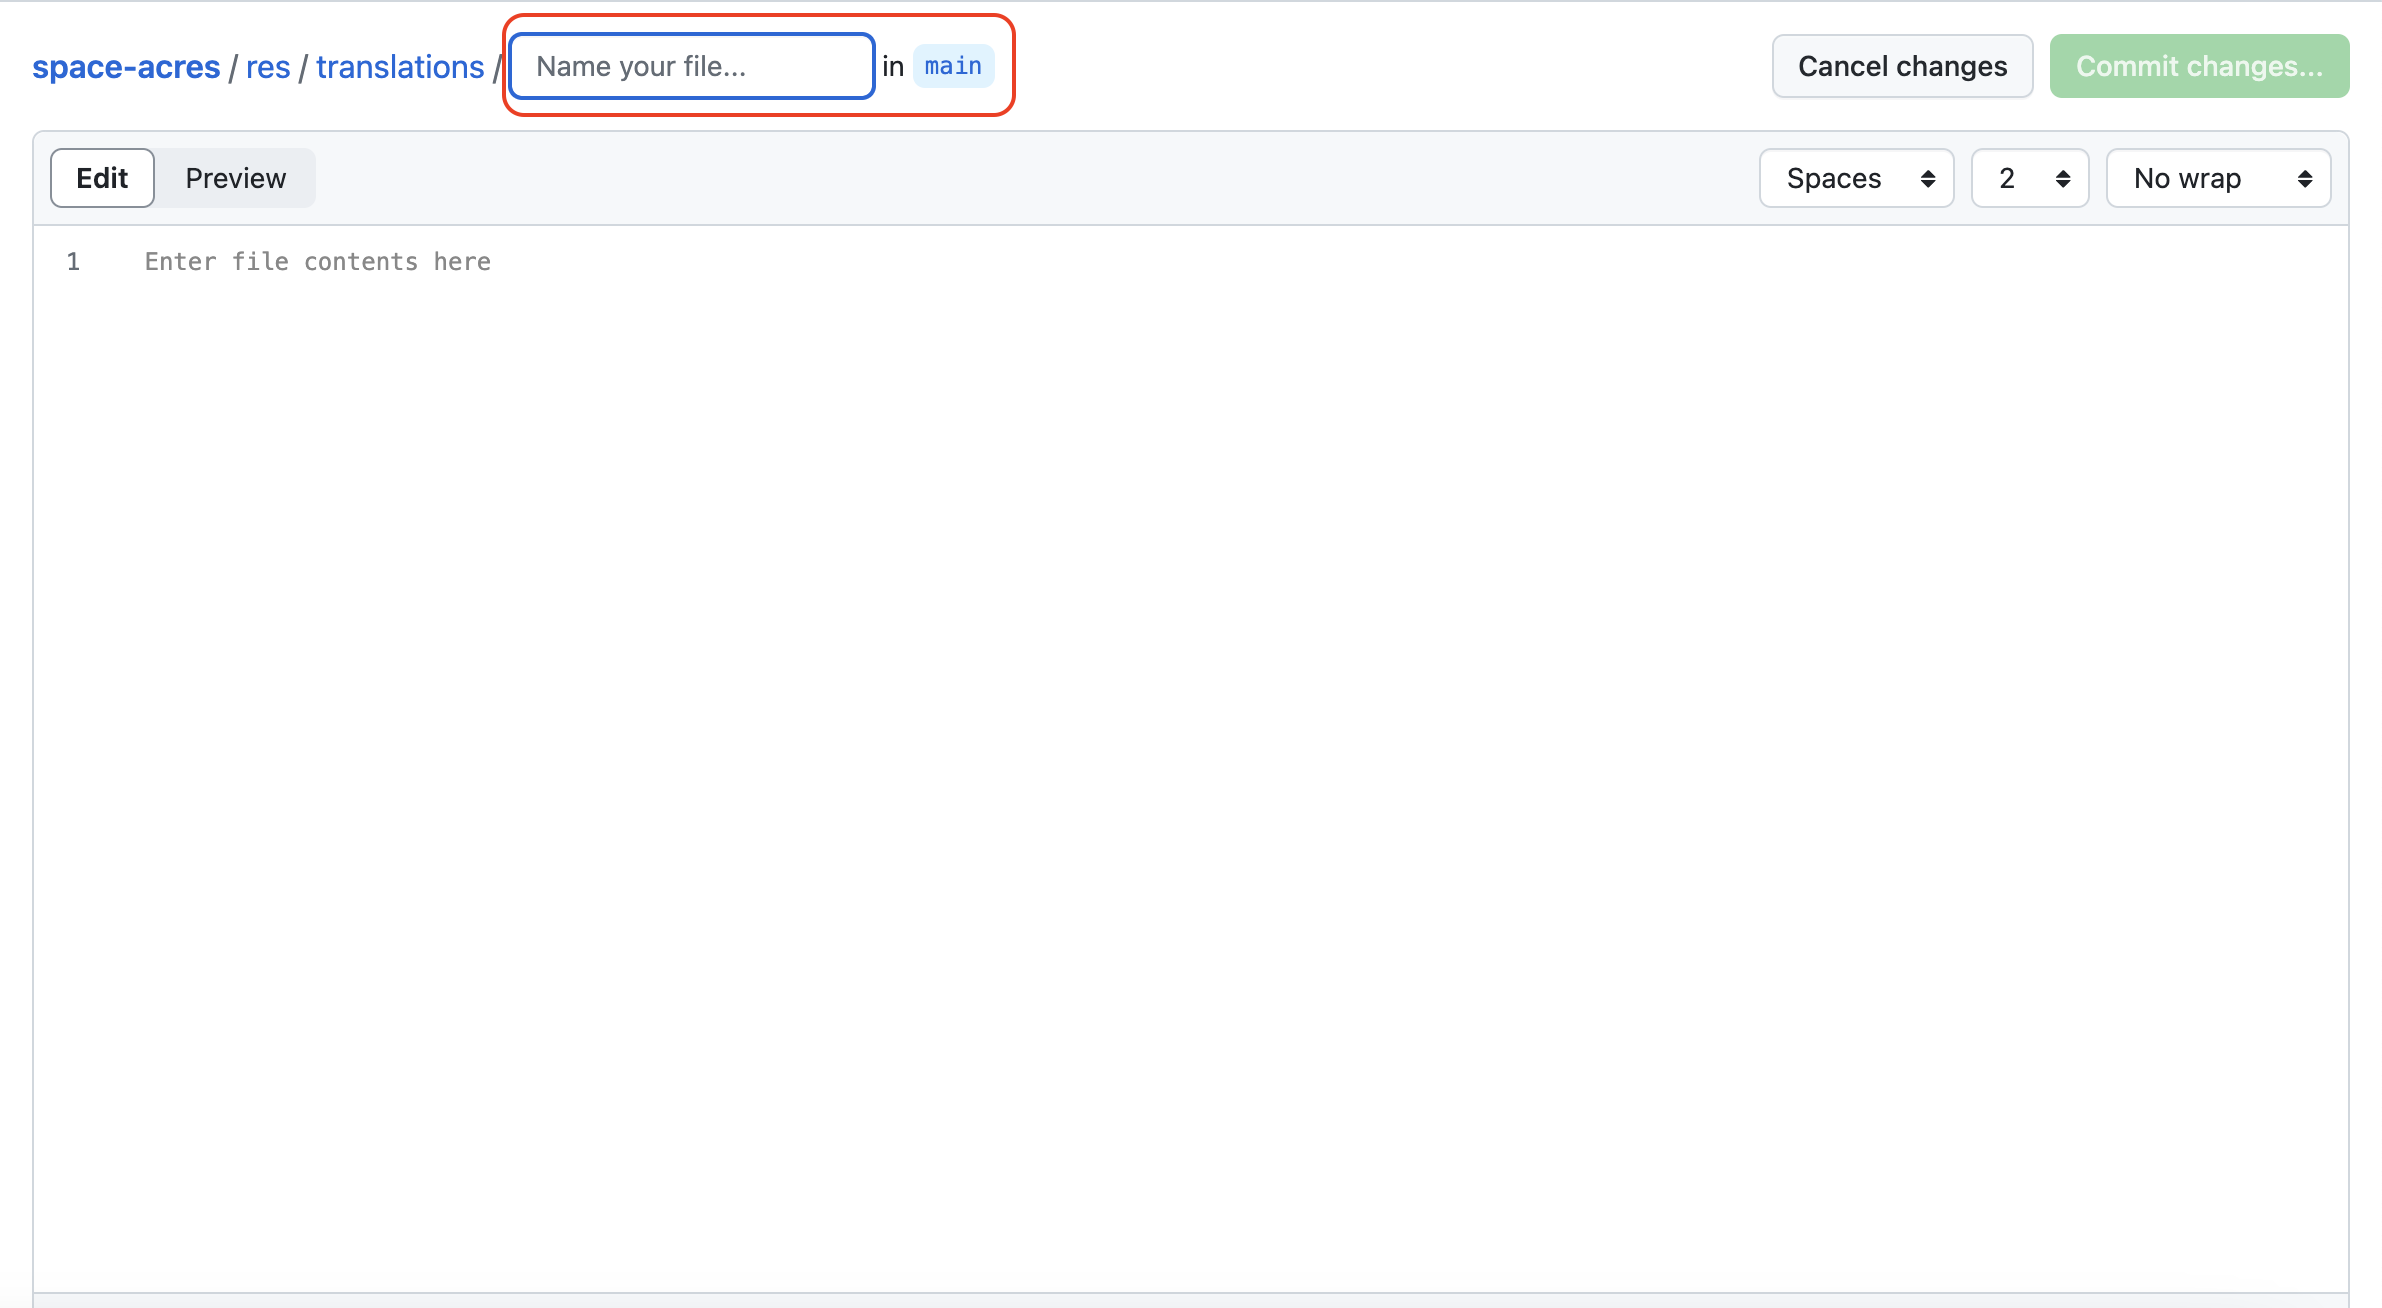 space-acres / res / translations / Name your file... in main Cancel changes Commit changes...
Edit Preview Spaces 2 No wrap
1 Enter file contents here